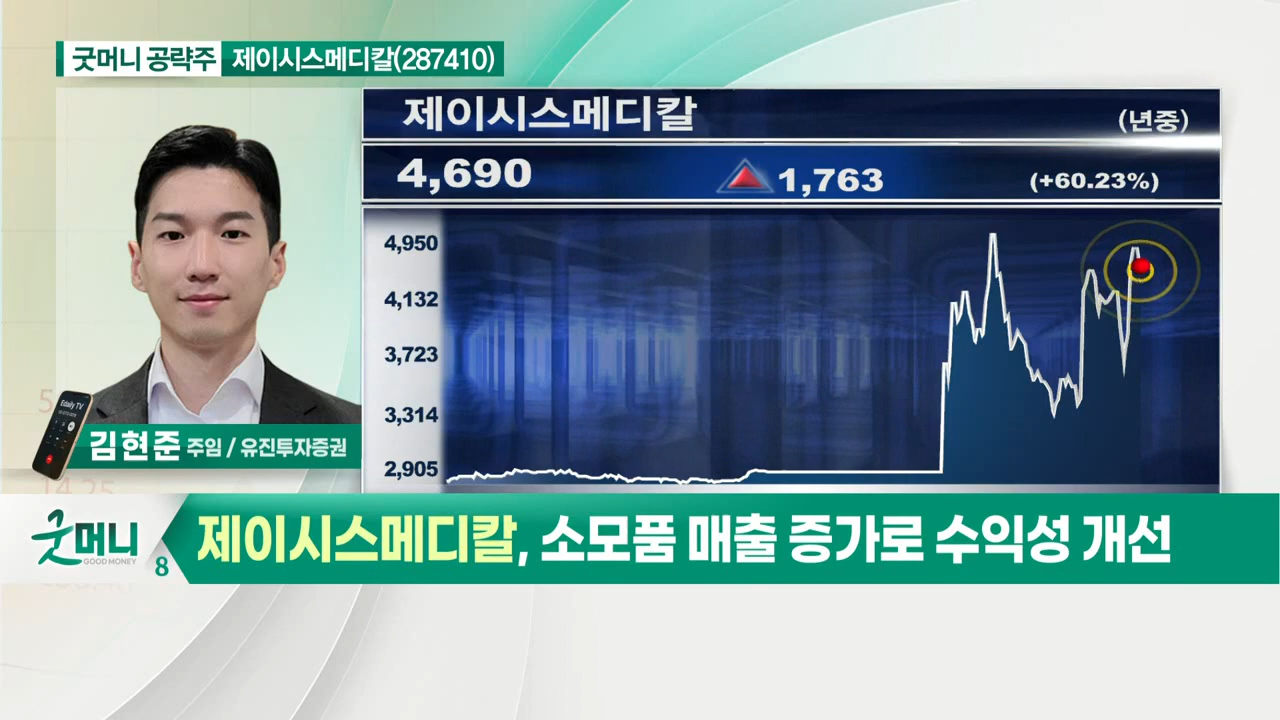 굿머니 공략주 제이시스메디칼(287410)
제이시스메디칼 (년중)
4,690 1,763 (+60.23%)
4,950
4,132
3,723
3,314
2,905
Edaily TV
김현준 주임 / 유진투자증권
14.25
굿머니 GOOD MONEY 8
제이시스메디칼, 소모품 매출 증가로 수익성 개선